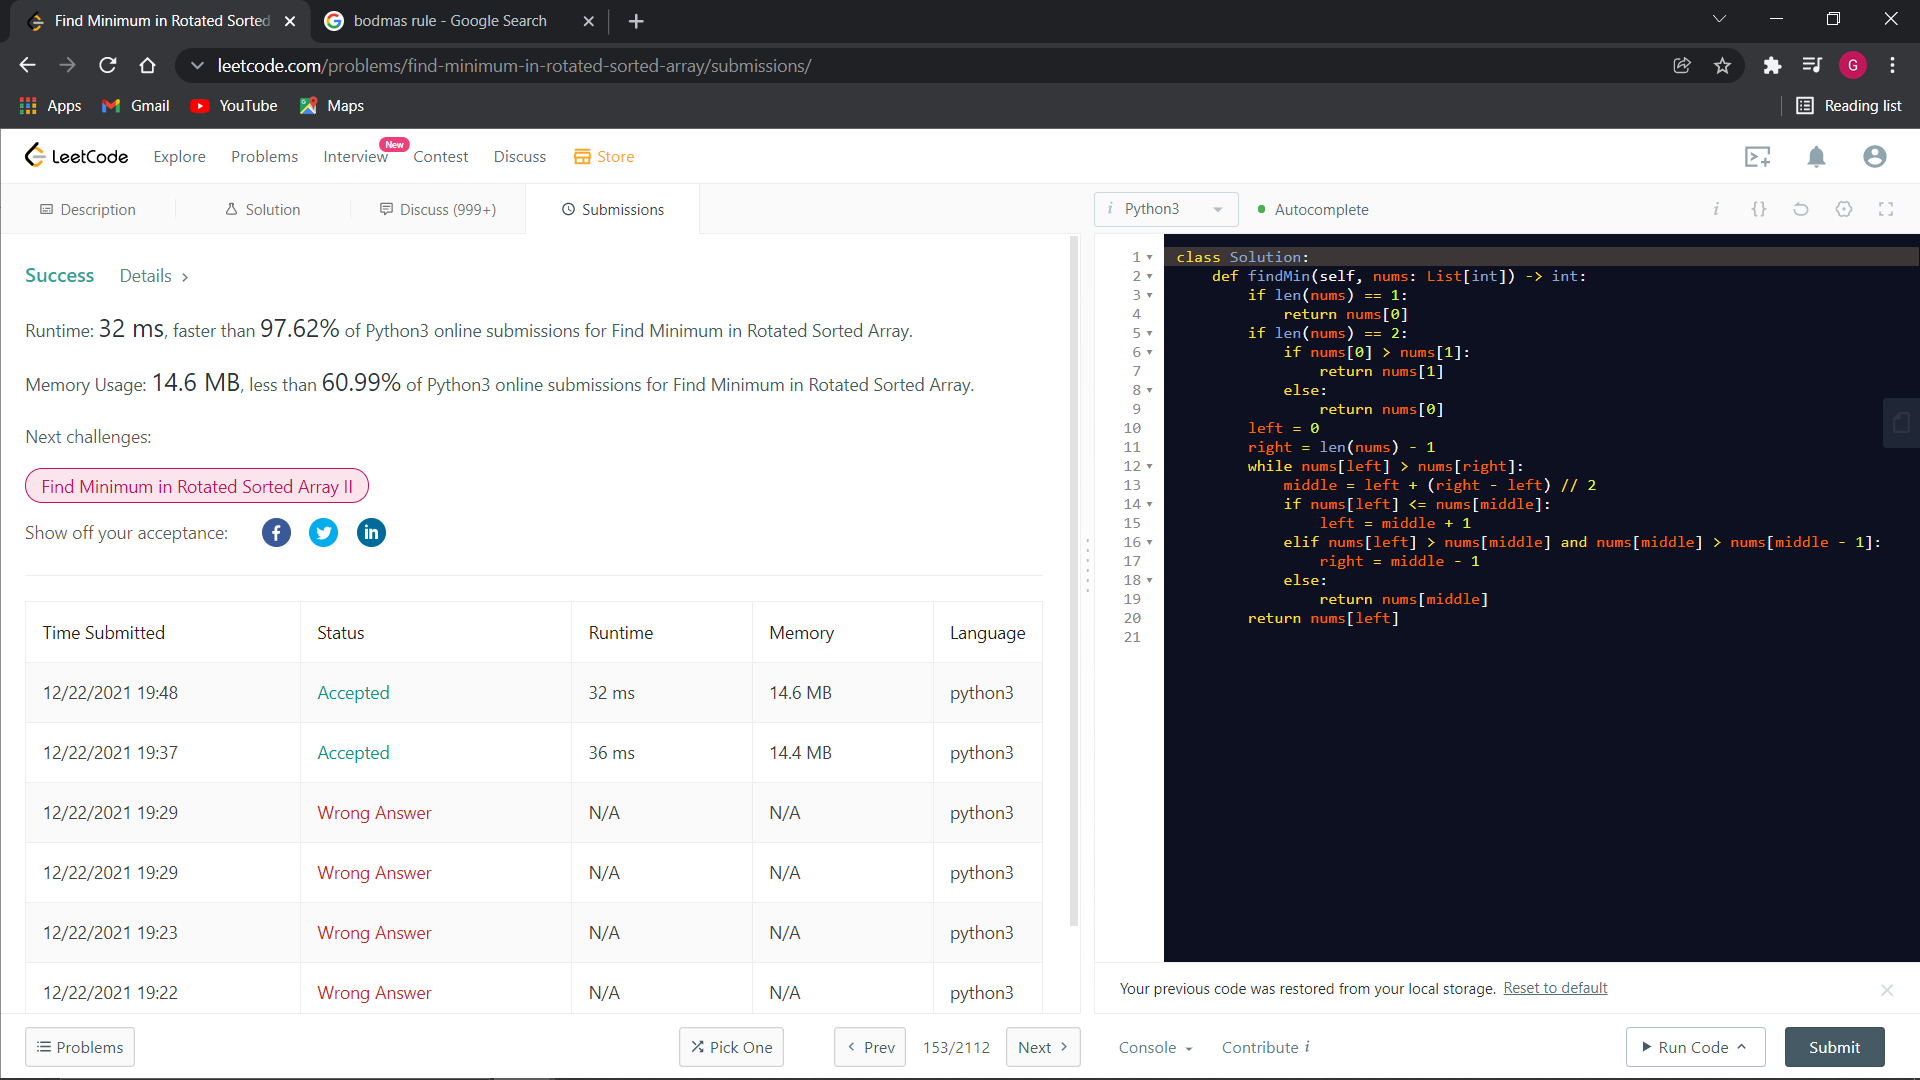 Find Minimum in Rotated Sorted
bodmas rule - Google Search
leetcode.com/problems/find-minimum-in-rotated-sorted-array/submissions/
G
Apps
Gmail
YouTube
Maps
Reading list
LeetCode
Explore
Problems
Interview
New
Contest
Discuss
Store
Description
Solution
Discuss (999+)
Submissions
i Python3
Autocomplete
i
{}
Success
Details >
Runtime: 32 ms, faster than 97.62% of Python3 online submissions for Find Minimum in Rotated Sorted Array.
Memory Usage: 14.6 MB, less than 60.99% of Python3 online submissions for Find Minimum in Rotated Sorted Array.
Next challenges:
Find Minimum in Rotated Sorted Array II
Show off your acceptance:
Time Submitted Status Runtime Memory Language
12/22/2021 19:48 Accepted 32 ms 14.6 MB python3
12/22/2021 19:37 Accepted 36 ms 14.4 MB python3
12/22/2021 19:29 Wrong Answer N/A N/A python3
12/22/2021 19:29 Wrong Answer N/A N/A python3
12/22/2021 19:23 Wrong Answer N/A N/A python3
12/22/2021 19:22 Wrong Answer N/A N/A python3
1 class Solution:
2 def findMin(self, nums: List[int]) -> int:
3 if len(nums) == 1:
4 return nums[0]
5 if len(nums) == 2:
6 if nums[0] > nums[1]:
7 return nums[1]
8 else:
9 return nums[0]
10 left = 0
11 right = len(nums) - 1
12 while nums[left] > nums[right]:
13 middle = left + (right - left) // 2
14 if nums[left] <= nums[middle]:
15 left = middle + 1
16 elif nums[left] > nums[middle] and nums[middle] > nums[middle - 1]:
17 right = middle - 1
18 else:
19 return nums[middle]
20 return nums[left]
21
Your previous code was restored from your local storage. Reset to default
Problems
Pick One
< Prev
153/2112
Next >
Console
Contribute i
Run Code
Submit